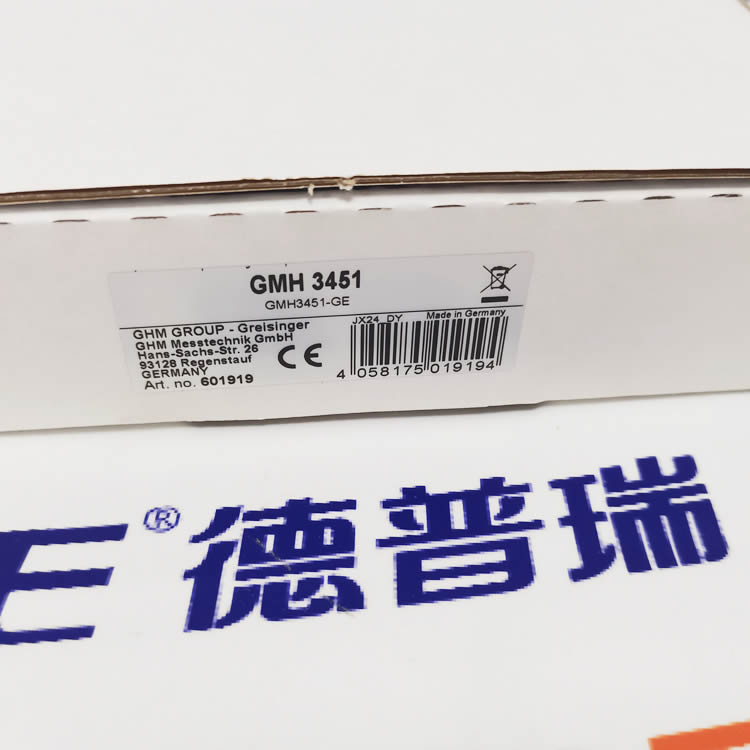 GMH 3451
GMH3451-GE
GHM GROUP - Greisinger
GHM Messtechnik GmbH
Hans-Sachs-Str. 26
93128 Regenstauf
GERMANY
Art. no. 601919
CE
JX24_DY
Made in Germany
4 058175 019194
E® 德普瑞